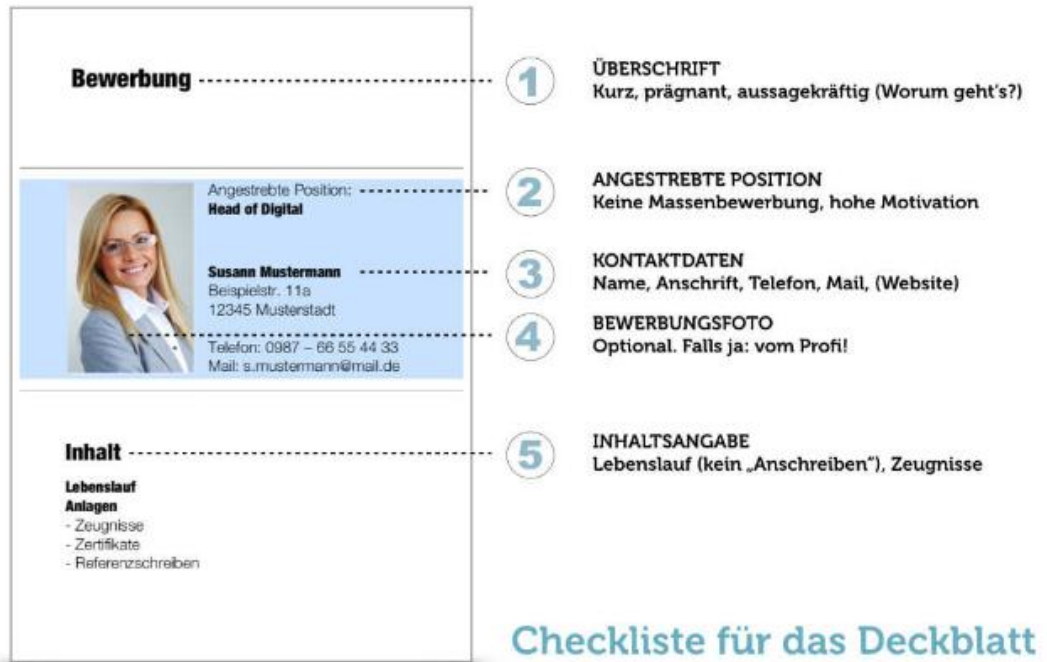 Bewerbung
1
ÜBERSCHRIFT
Kurz, prägnant, aussagekräftig (Worum geht's?)
Angestrebte Position:
Head of Digital
2
ANGESTREBTE POSITION
Keine Massenbewerbung, hohe Motivation
Susann Mustermann
Beispielstr. 11a
12345 Musterstadt
Telefon: 0987 – 66 55 44 33
Mail: s.mustermann@mail.de
3
KONTAKTDATEN
Name, Anschrift, Telefon, Mail, (Website)
4
BEWERBUNGSFOTO
Optional. Falls ja: vom Profi!
Inhalt
5
INHALTSANGABE
Lebenslauf (kein „Anschreiben"), Zeugnisse
Lebenslauf
Anlagen
- Zeugnisse
- Zertifikate
- Referenzschreiben
Checkliste für das Deckblatt